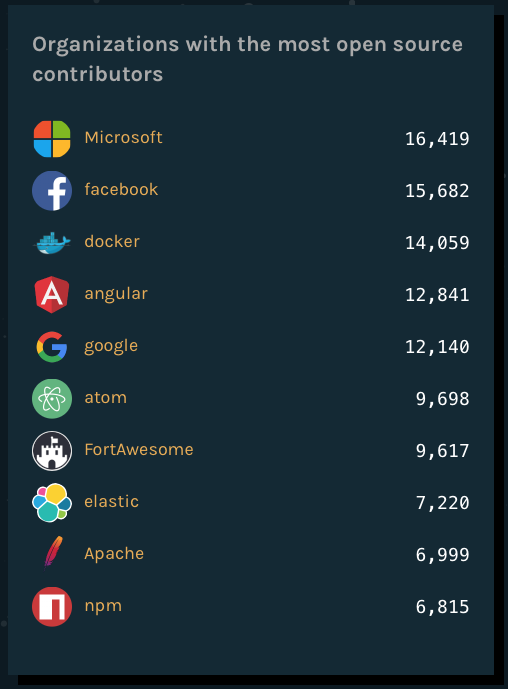 Organizations with the most open source
contributors
Microsoft 16,419
facebook 15,682
docker 14,059
angular 12,841
google 12,140
atom 9,698
FortAwesome 9,617
elastic 7,220
Apache 6,999
npm 6,815